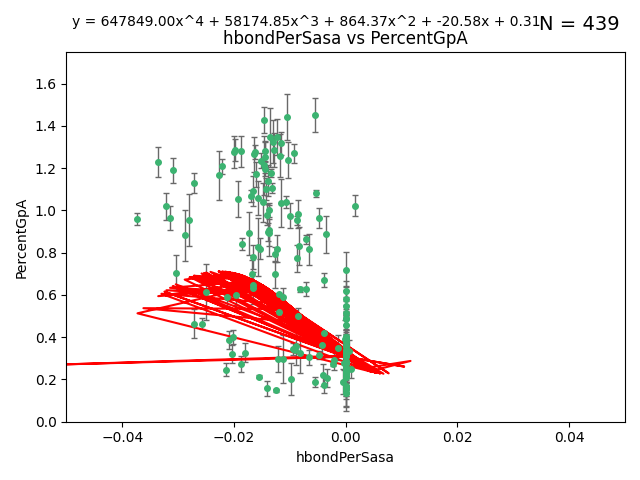 y = 647849.00x^4 + 58174.85x^3 + 864.37x^2 + -20.58x + 0.31
N = 439
hbondPerSasa vs PercentGpA
PercentGpA
1.6
1.4
1.2
1.0
0.8
0.6
0.4
0.2
0.0
−0.04
−0.02
0.00
0.02
0.04
hbondPerSasa